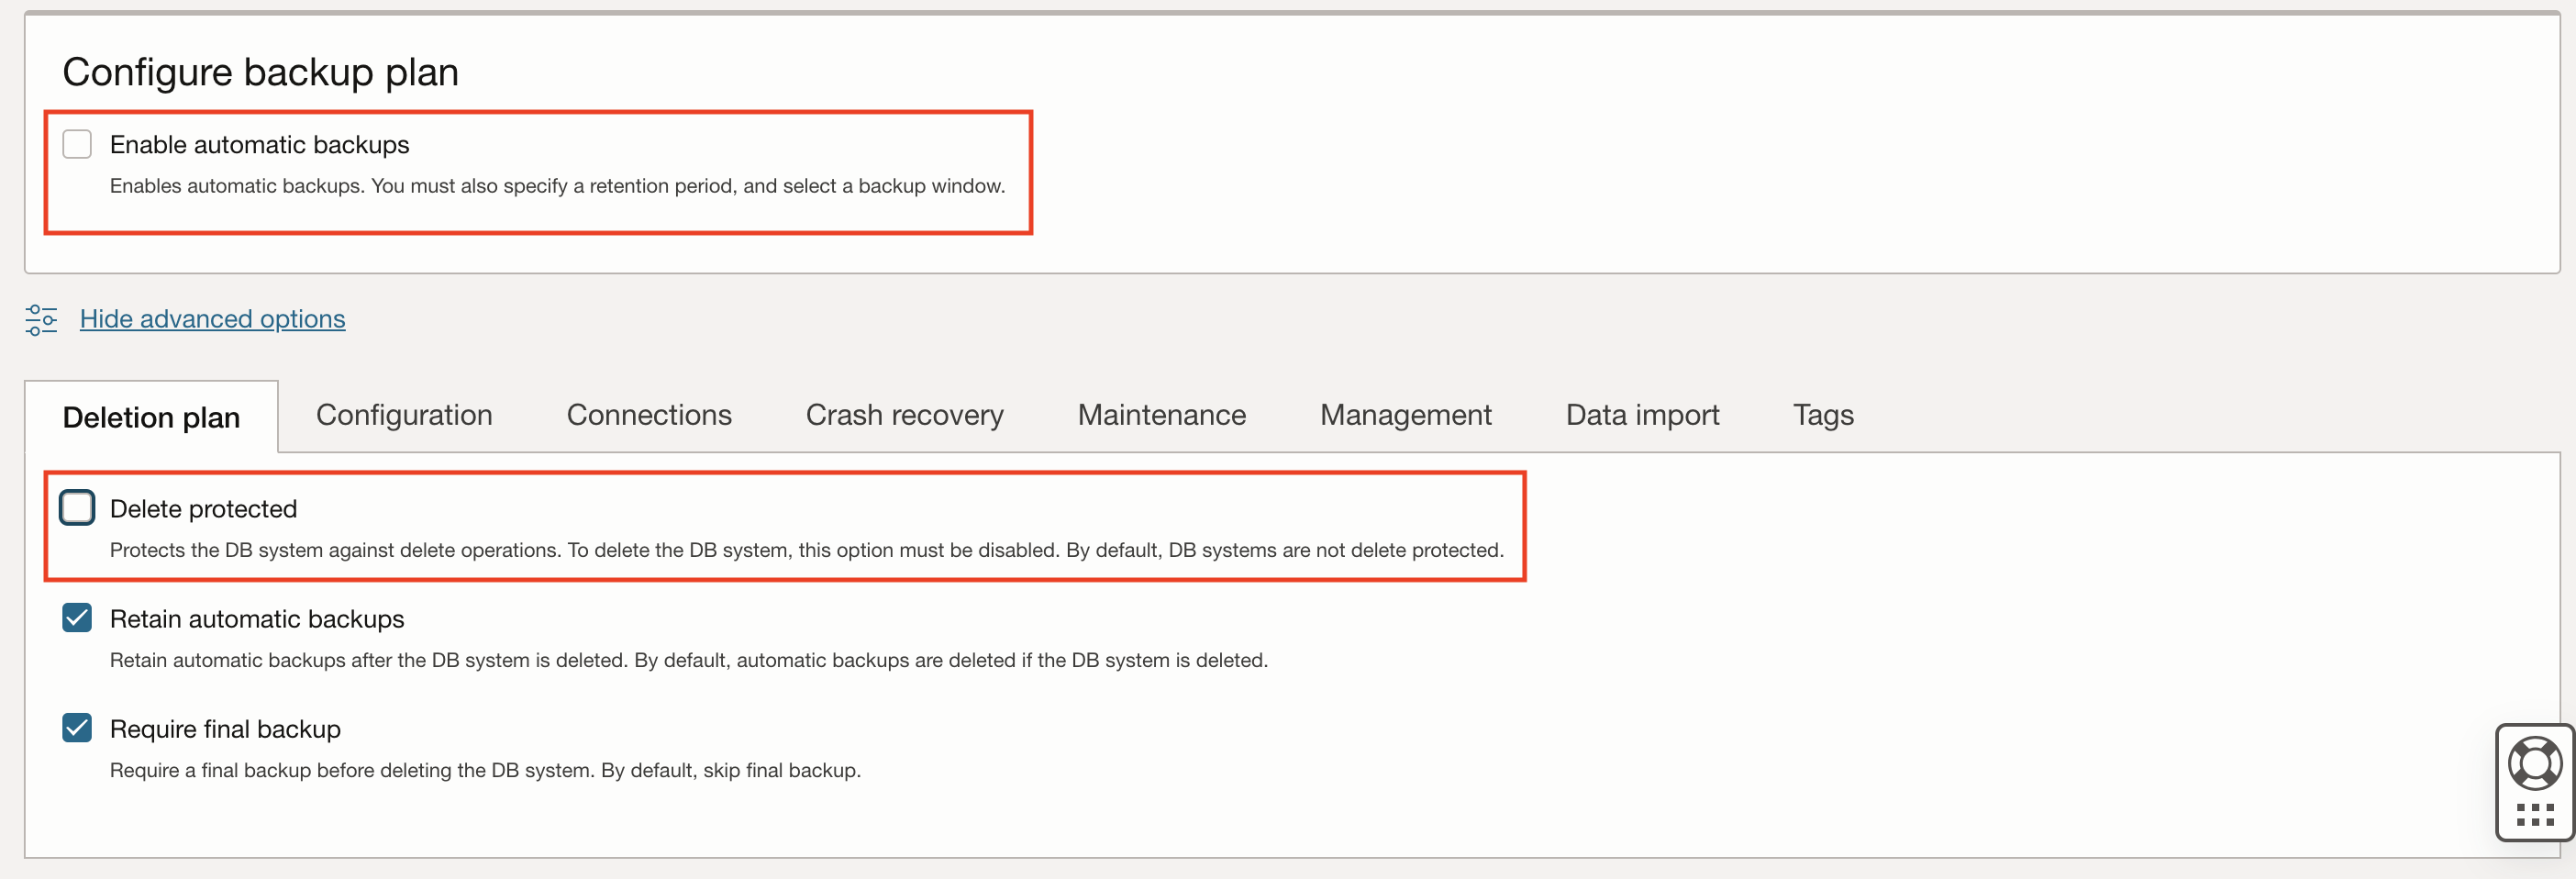 Configure backup plan
Enable automatic backups
Enables automatic backups. You must also specify a retention period, and select a backup window.
Hide advanced options
Deletion plan Configuration Connections Crash recovery Maintenance Management Data import Tags
Delete protected
Protects the DB system against delete operations. To delete the DB system, this option must be disabled. By default, DB systems are not delete protected.
Retain automatic backups
Retain automatic backups after the DB system is deleted. By default, automatic backups are deleted if the DB system is deleted.
Require final backup
Require a final backup before deleting the DB system. By default, skip final backup.